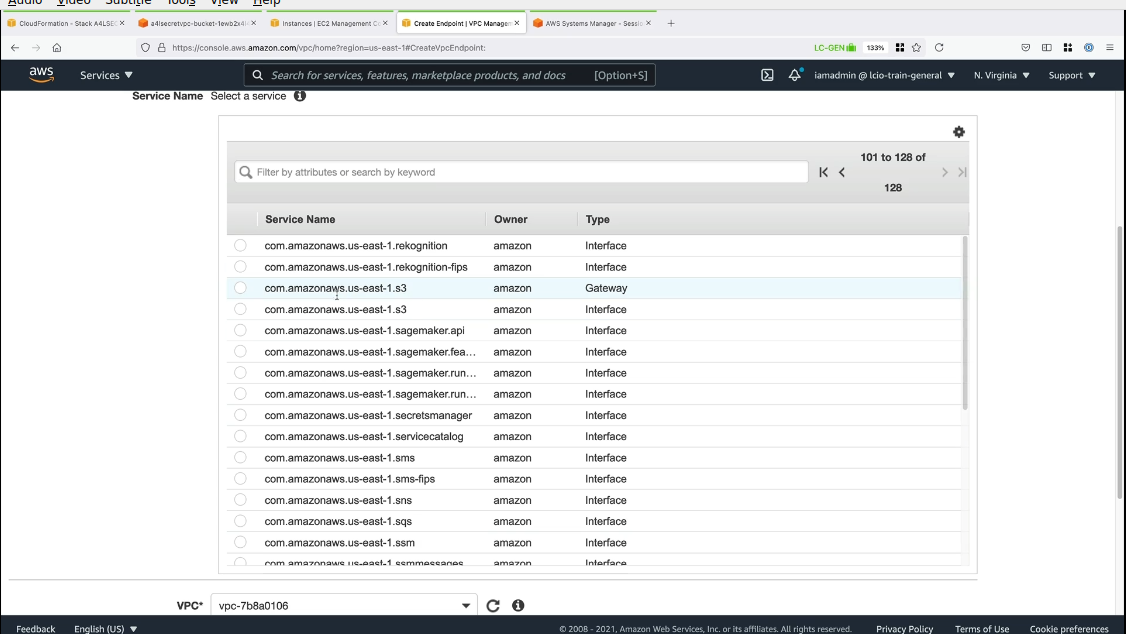 Audio Video Subtitle Tools View Help
CloudFormation - Stack A4LSEC
a4lsecretvpc-bucket-1ewb2x4l
Instances | EC2 Management Co
Create Endpoint | VPC Manage
AWS Systems Manager - Sessio
https://console.aws.amazon.com/vpc/home?region=us-east-1#CreateVpcEndpoint: LC-GEN 133%
aws Services Search for services, features, marketplace products, and docs [Option+S] iamadmin @ lcio-train-general N. Virginia Support
Service Name Select a service
Filter by attributes or search by keyword
101 to 128 of
128
Service Name Owner Type
com.amazonaws.us-east-1.rekognition amazon Interface
com.amazonaws.us-east-1.rekognition-fips amazon Interface
com.amazonaws.us-east-1.s3 amazon Gateway
com.amazonaws.us-east-1.s3 amazon Interface
com.amazonaws.us-east-1.sagemaker.api amazon Interface
com.amazonaws.us-east-1.sagemaker.fea... amazon Interface
com.amazonaws.us-east-1.sagemaker.run... amazon Interface
com.amazonaws.us-east-1.sagemaker.run... amazon Interface
com.amazonaws.us-east-1.secretsmanager amazon Interface
com.amazonaws.us-east-1.servicecatalog amazon Interface
com.amazonaws.us-east-1.sms amazon Interface
com.amazonaws.us-east-1.sms-fips amazon Interface
com.amazonaws.us-east-1.sns amazon Interface
com.amazonaws.us-east-1.sqs amazon Interface
com.amazonaws.us-east-1.ssm amazon Interface
com.amazonaws.us-east-1.ssmmessages amazon Interface
VPC* vpc-7b8a0106
Feedback English (US) © 2008 - 2021, Amazon Web Services, Inc. or its affiliates. All rights reserved. Privacy Policy Terms of Use Cookie preferences